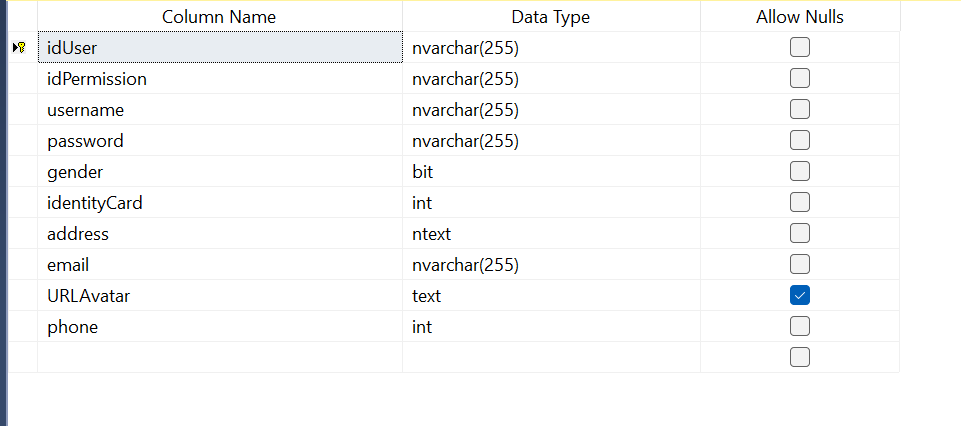 Column Name Data Type Allow Nulls
idUser nvarchar(255)
idPermission nvarchar(255)
username nvarchar(255)
password nvarchar(255)
gender bit
identityCard int
address ntext
email nvarchar(255)
URLAvatar text
phone int